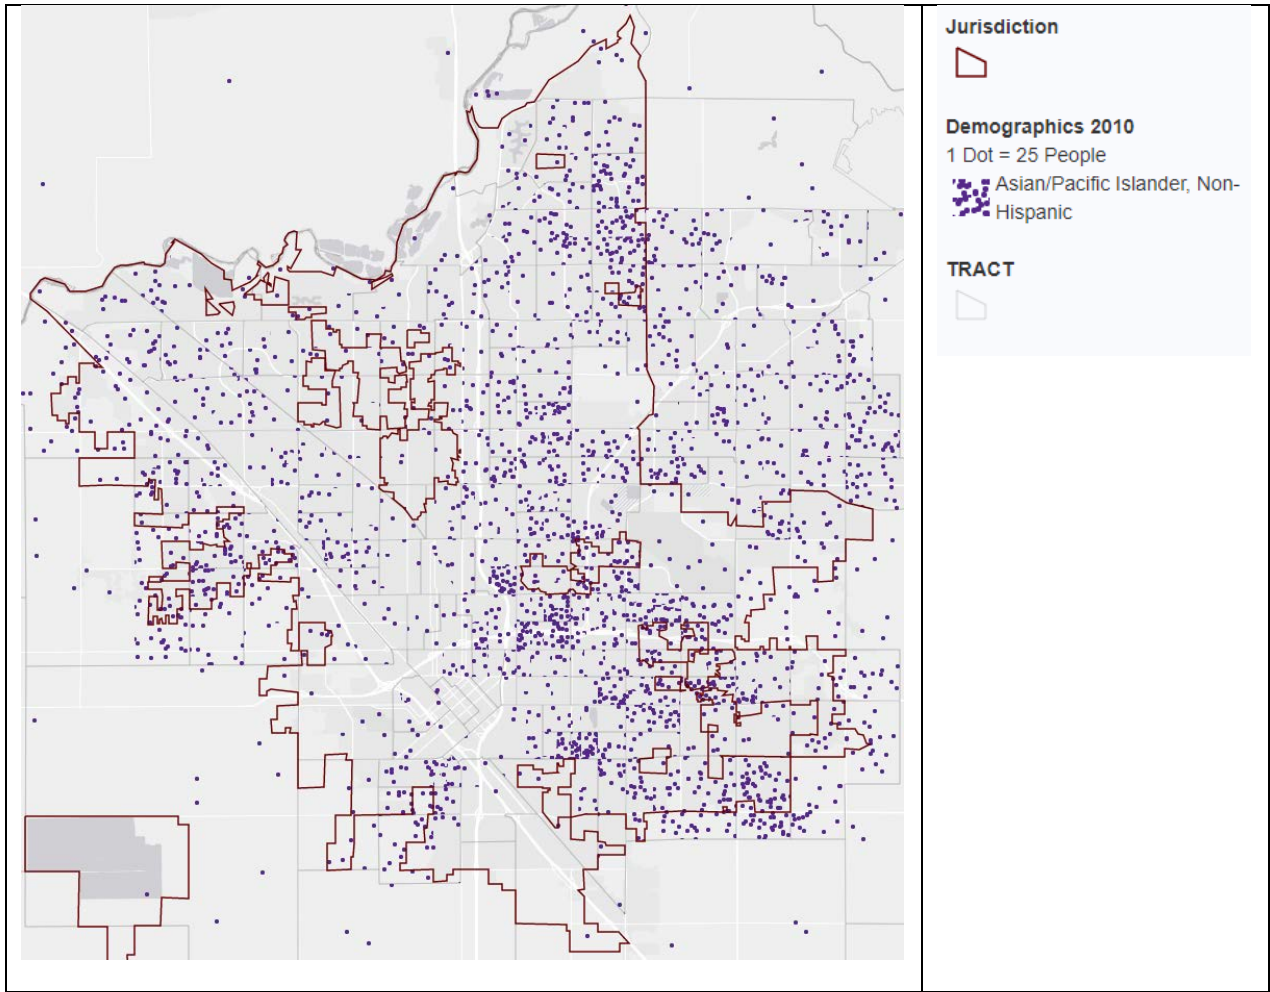 Jurisdiction
Demographics 2010
1 Dot = 25 People
Asian/Pacific Islander, Non-
Hispanic
TRACT